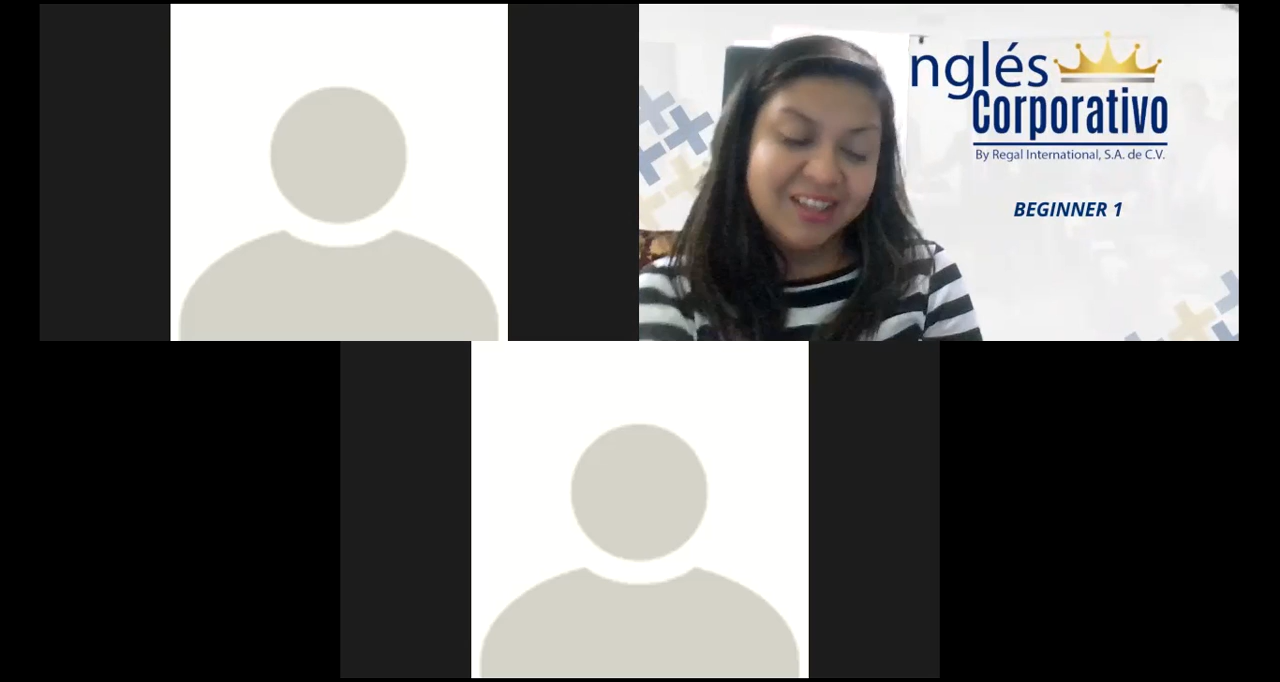 nglés
Corporativo
By Regal International, S.A. de C.V.
BEGINNER 1